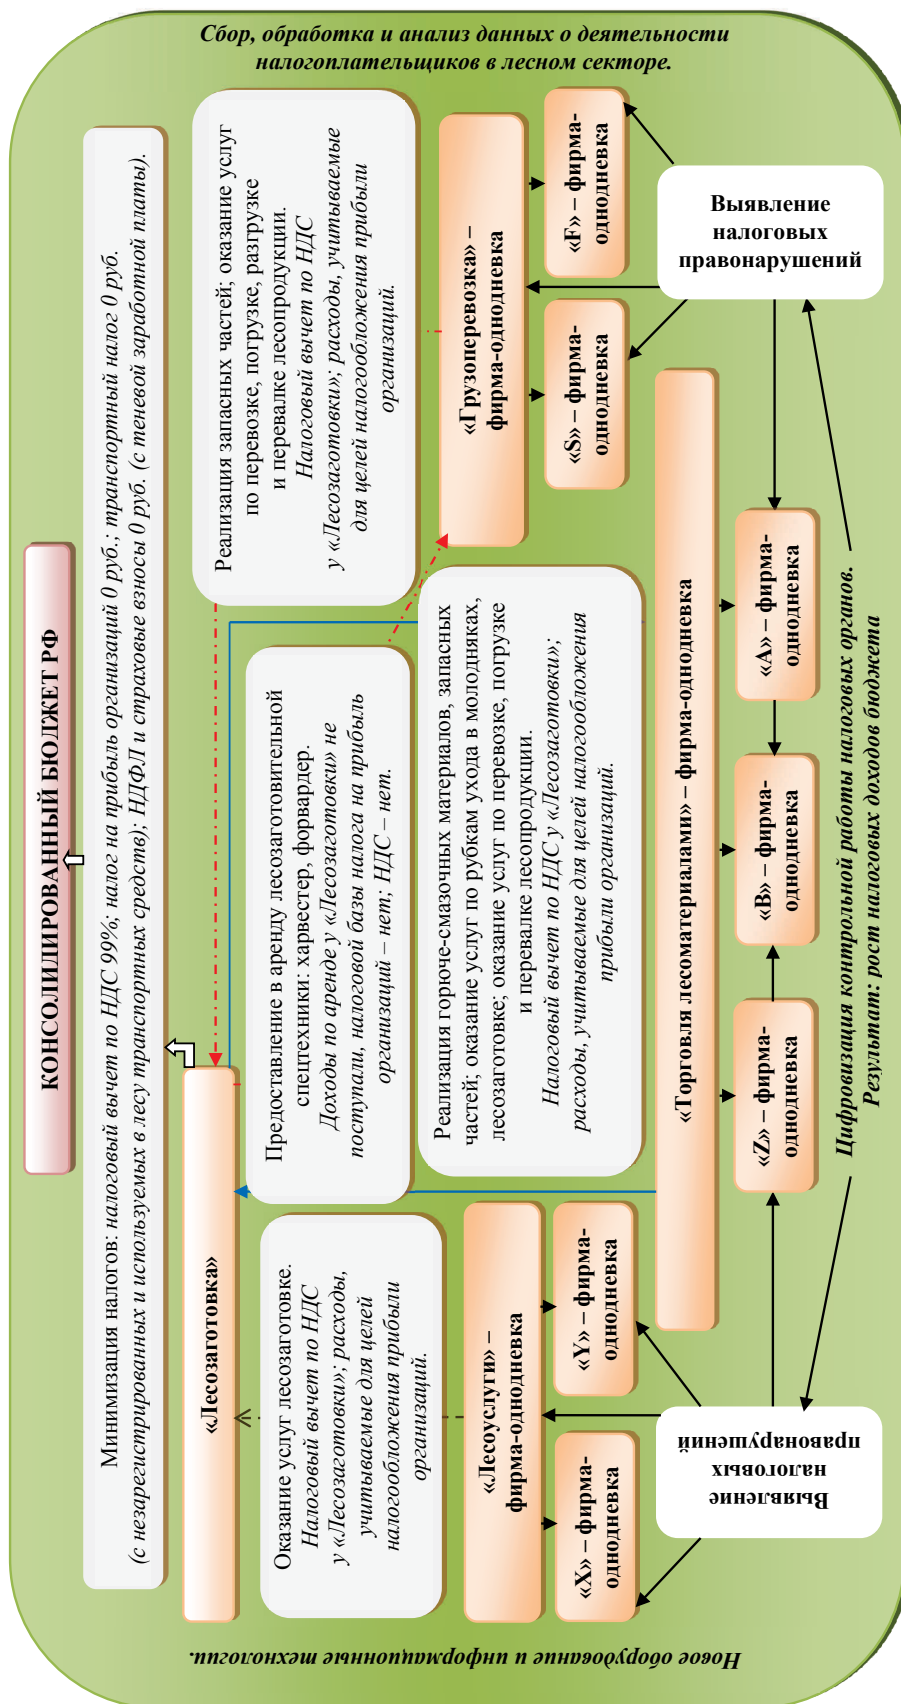 КОНСОЛИДИРОВАННЫЙ БЮДЖЕТ РФ
Минимизация налогов: налоговый вычет по НДС 99%; налог на прибыль организаций 0 руб.; транспортный налог 0 руб.
(с незарегистрированных и используемых в лесу транспортных средств); НДФЛ и страховые взносы 0 руб. (с теневой заработной платы).
«Лесозаготовка»
Оказание услуг лесозаготовке.
Налоговый вычет по НДС
у «Лесозаготовки»; расходы,
учитываемые для целей
налогообложения прибыли
организаций.
Предоставление в аренду лесозаготовительной
спецтехники: харвестер, форвардер.
Доходы по аренде у «Лесозаготовки» не
поступали, налоговой базы налога на прибыль
организаций – нет; НДС – нет.
Реализация запасных частей; оказание услуг
по перевозке, погрузке, разгрузке
и перевалке лесопродукции.
Налоговый вычет по НДС
у «Лесозаготовки»; расходы, учитываемые
для целей налогообложения прибыли
организаций.
Реализация горюче-смазочных материалов, запасных
частей; оказание услуг по рубкам ухода в молодняках,
лесозаготовке; оказание услуг по перевозке, погрузке
и перевалке лесопродукции.
Налоговый вычет по НДС у «Лесозаготовки»;
расходы, учитываемые для целей налогообложения
прибыли организаций.
«Лесоуслуги» –
фирма-однодневка
«Грузоперевозка» –
фирма-однодневка
«X» – фирма-
однодневка
«Y» – фирма-
однодневка
«S» – фирма-
однодневка
«F» – фирма-
однодневка
«Торговля лесоматериалами» – фирма-однодневка
«Z» – фирма-
однодневка
«B» – фирма-
однодневка
«A» – фирма-
однодневка
Выявление
налоговых
правонарушений
Выявление
налоговых
правонарушений
Цифровизация контрольной работы налоговых органов.
Результат: рост налоговых доходов бюджета
Новое оборудование и информационные технологии.
Сбор, обработка и анализ данных о деятельности
налогоплательщиков в лесном секторе.